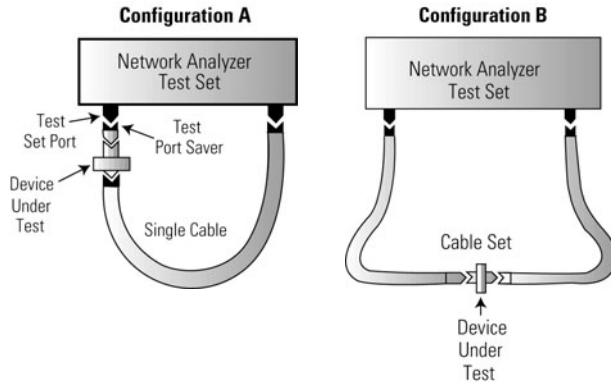 Configuration A
Network Analyzer
Test Set
Test
Set Port
Test
Port Saver
Device
Under
Test
Single Cable
Configuration B
Network Analyzer
Test Set
Cable Set
Device
Under
Test